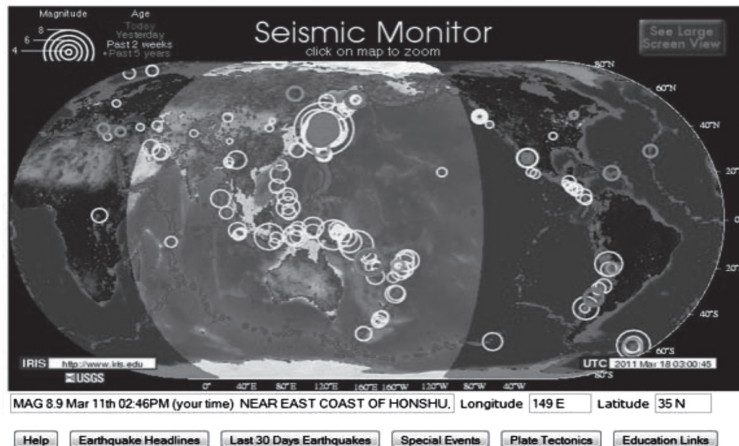 Magnitude Age
Seismic Monitor
click on map to zoom
See Large
Screen View
8
6
4
Today
Yesterday
Past 2 weeks
•Past 5 years
80°N
60°N
40°N
20°N
0°
20°S
40°S
60°S
80°S
IRIS http://www.iris.edu
USGS
UTC 2011 Mar 18 03:00:45
0° 40°E 80°E 120°E 160°E 160°W 120°W 80°W 40°W
MAG 8.9 Mar 11th 02:46PM (your time) NEAR EAST COAST OF HONSHU, Longitude 149 E Latitude 35 N
Help Earthquake Headlines Last 30 Days Earthquakes Special Events Plate Tectonics Education Links